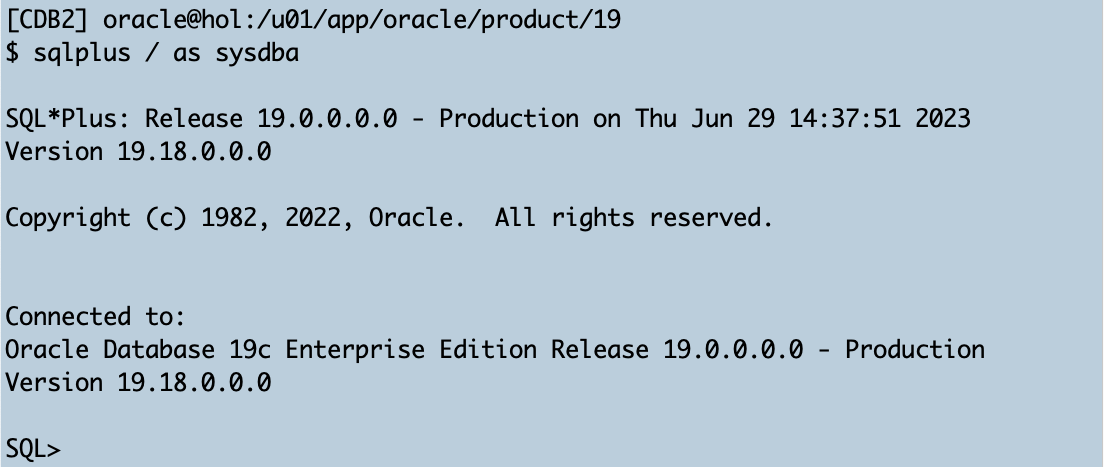 [CDB2] oracle@hol:/u01/app/oracle/product/19
$ sqlplus / as sysdba
SQL*Plus: Release 19.0.0.0.0 - Production on Thu Jun 29 14:37:51 2023
Version 19.18.0.0.0
Copyright (c) 1982, 2022, Oracle.  All rights reserved.
Connected to:
Oracle Database 19c Enterprise Edition Release 19.0.0.0.0 - Production
Version 19.18.0.0.0
SQL>